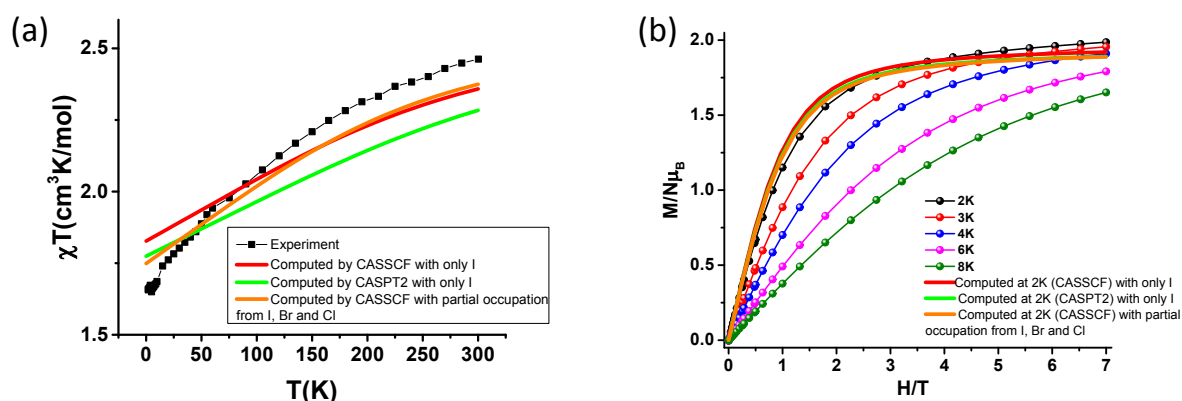 (a)
χT(cm³K/mol)
2.5
2.0
1.5
Experiment
Computed by CASSCF with only I
Computed by CASPT2 with only I
Computed by CASSCF with partial occupation
from I, Br and Cl
0 50 100 150 200 250 300
T(K)
(b)
M/Nμ_B
2.0
1.5
1.0
0.5
0.0
2K
3K
4K
6K
8K
Computed at 2K (CASSCF) with only I
Computed at 2K (CASPT2) with only I
Computed at 2K (CASSCF) with partial
occupation from I, Br and Cl
0 1 2 3 4 5 6 7
H/T